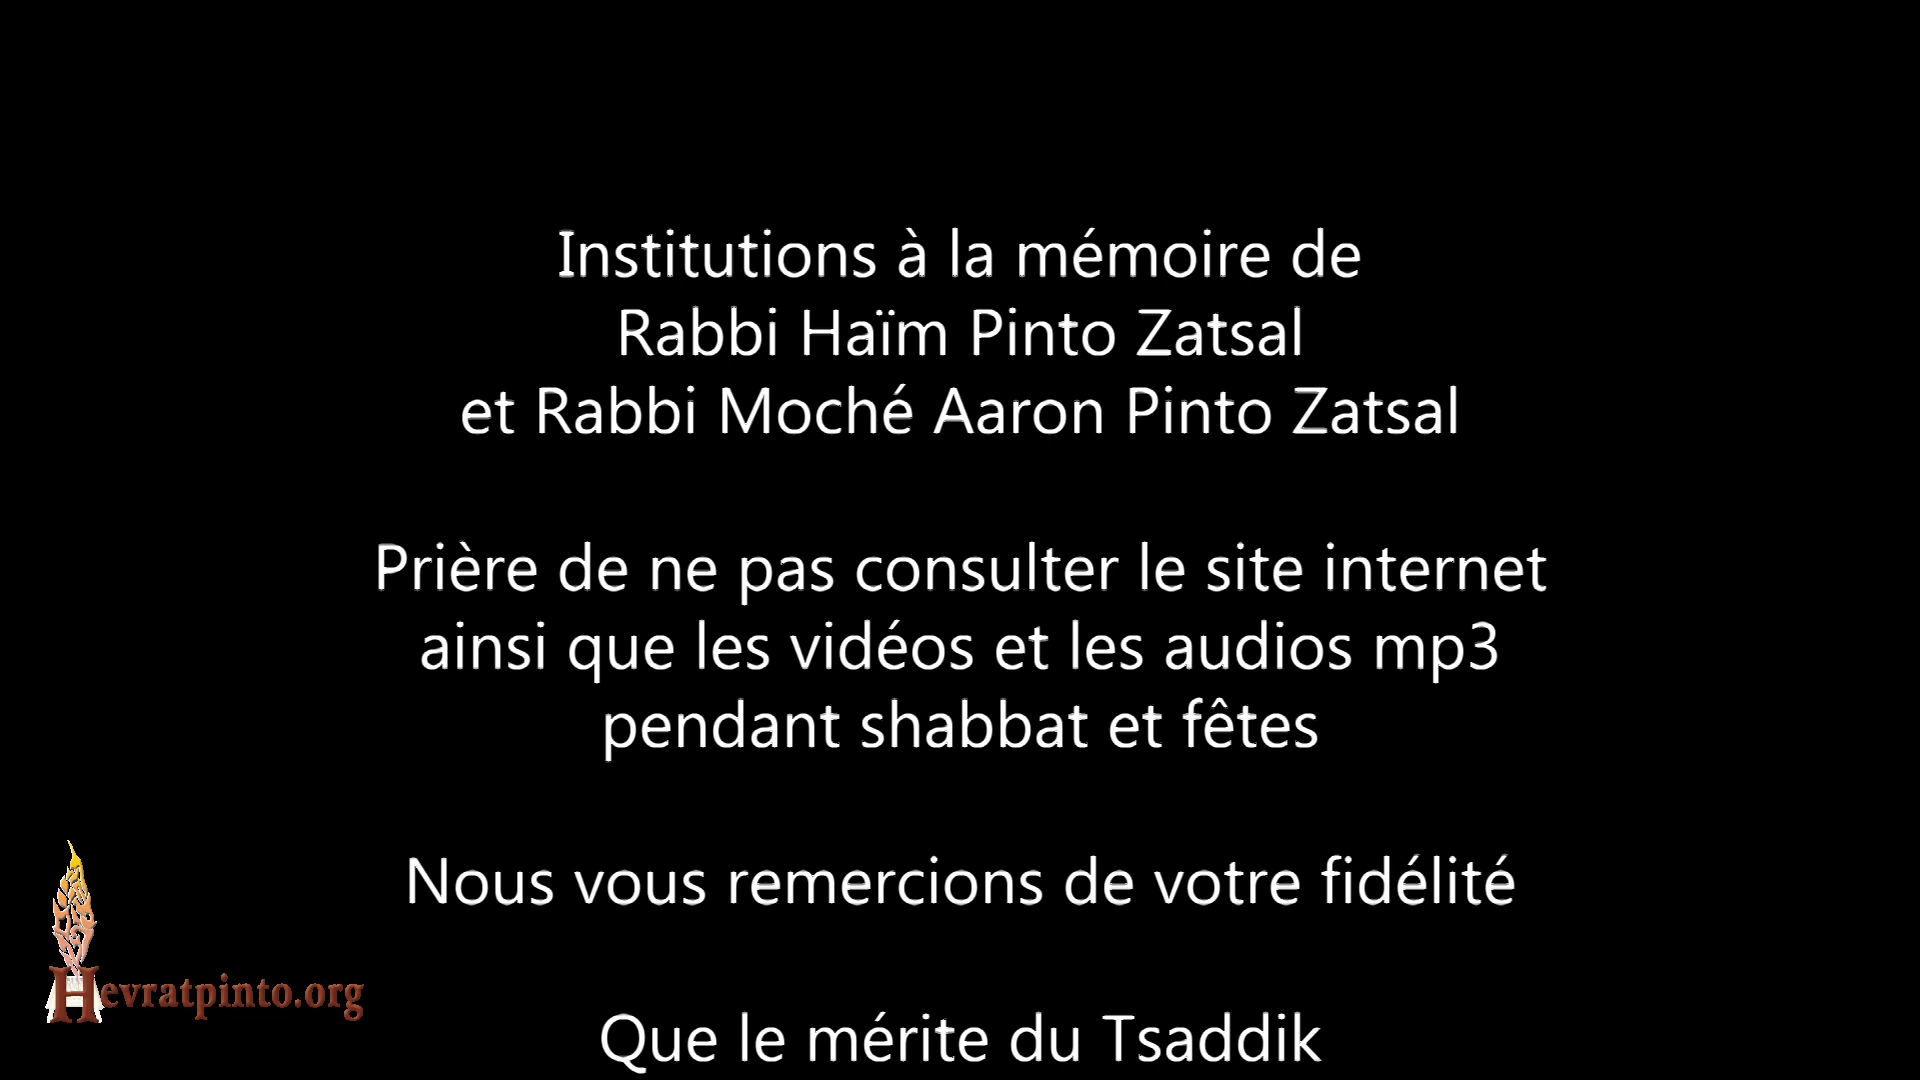 Institutions à la mémoire de
Rabbi Haïm Pinto Zatsal
et Rabbi Moché Aaron Pinto Zatsal
Prière de ne pas consulter le site internet
ainsi que les vidéos et les audios mp3
pendant shabbat et fêtes
Nous vous remercions de votre fidélité
Hevratpinto.org
Que le mérite du Tsaddik